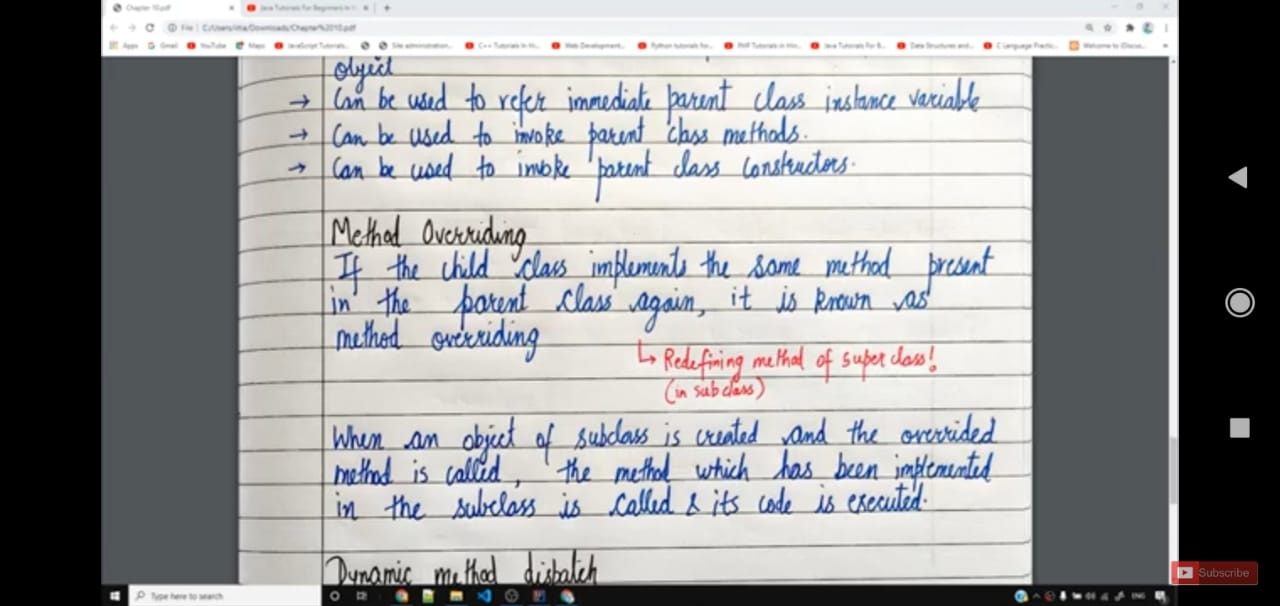 Chapter 10.pdf
Java Tutorials For Beginners In H
File | C:/Users/
/Downloads/Chapter%2010.pdf
Apps Gmail YouTube Maps JavaScript Tutorials... Site administration... C++ Tutorials In Hi... Web Development... Python tutorials for... PHP Tutorials in Hin... Java Tutorials For B... Data Structures and... C Language Practic... Welcome to iDiscu...
object
→ Can be used to refer immediate parent class instance variable
→ Can be used to invoke parent class methods.
→ Can be used to invoke parent class constructors.
Method Overriding
If the child class implements the same method present
in the parent class again, it is known as
method overriding
↳ Redefining method of super class!
(in subclass)
When an object of subclass is created and the overrided
method is called, the method which has been implemented
in the subclass is called & its code is executed.
Dynamic method dispatch
Subscribe
Type here to search
ENG